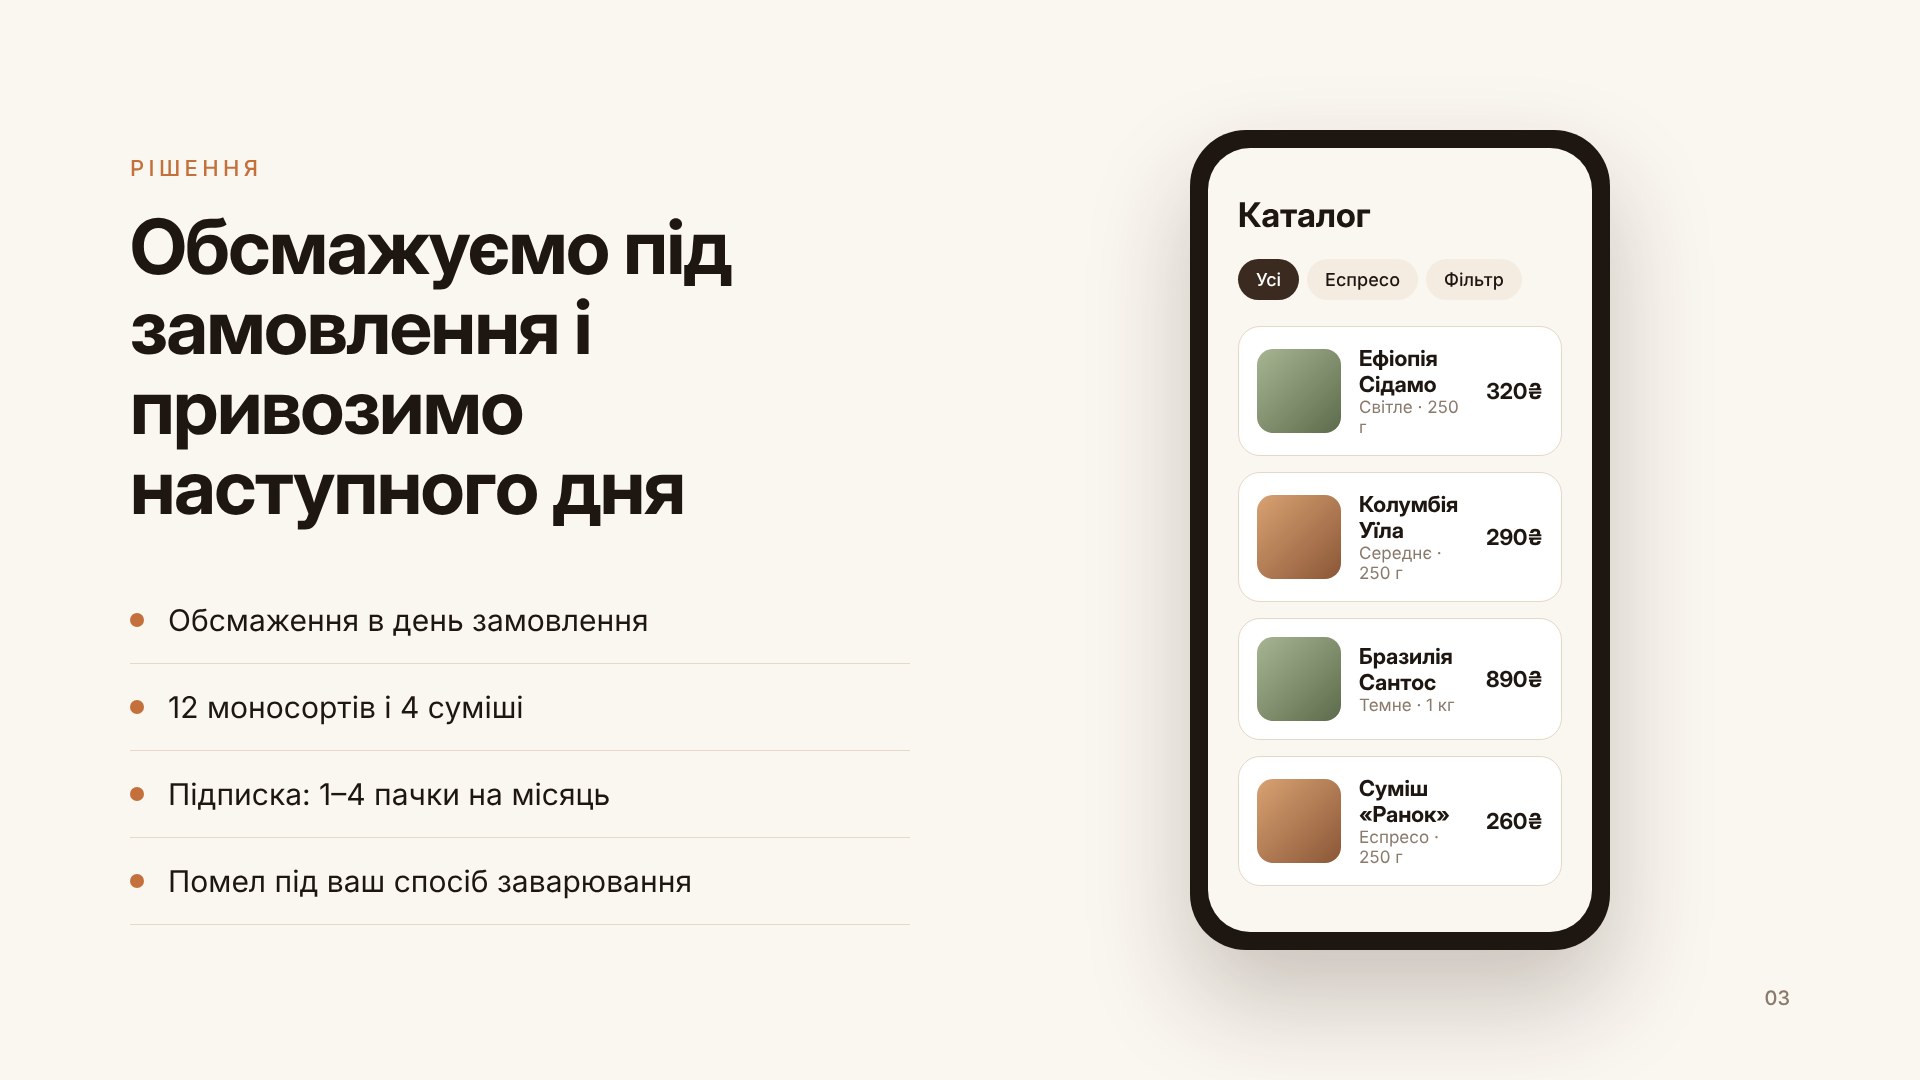 РІШЕННЯ
Обсмажуємо під
замовлення і
привозимо
наступного дня
Обсмаження в день замовлення
12 моносортів і 4 суміші
Підписка: 1–4 пачки на місяць
Помел під ваш спосіб заварювання
Каталог
Усі
Еспресо
Фільтр
Ефіопія
Сідамо
Світле · 250
г
320₴
Колумбія
Уїла
Середнє ·
250 г
290₴
Бразилія
Сантос
Темне · 1 кг
890₴
Суміш
«Ранок»
Еспресо ·
250 г
260₴
03